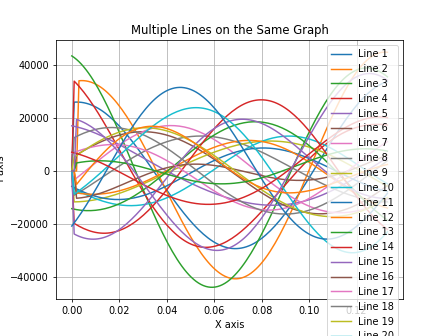 Multiple Lines on the Same Graph
40000
20000
0
−20000
−40000
0.00 0.02 0.04 0.06 0.08 0.10
X axis
Line 1
Line 2
Line 3
Line 4
Line 5
Line 6
Line 7
Line 8
Line 9
Line 10
Line 11
Line 12
Line 13
Line 14
Line 15
Line 16
Line 17
Line 18
Line 19
Line 20